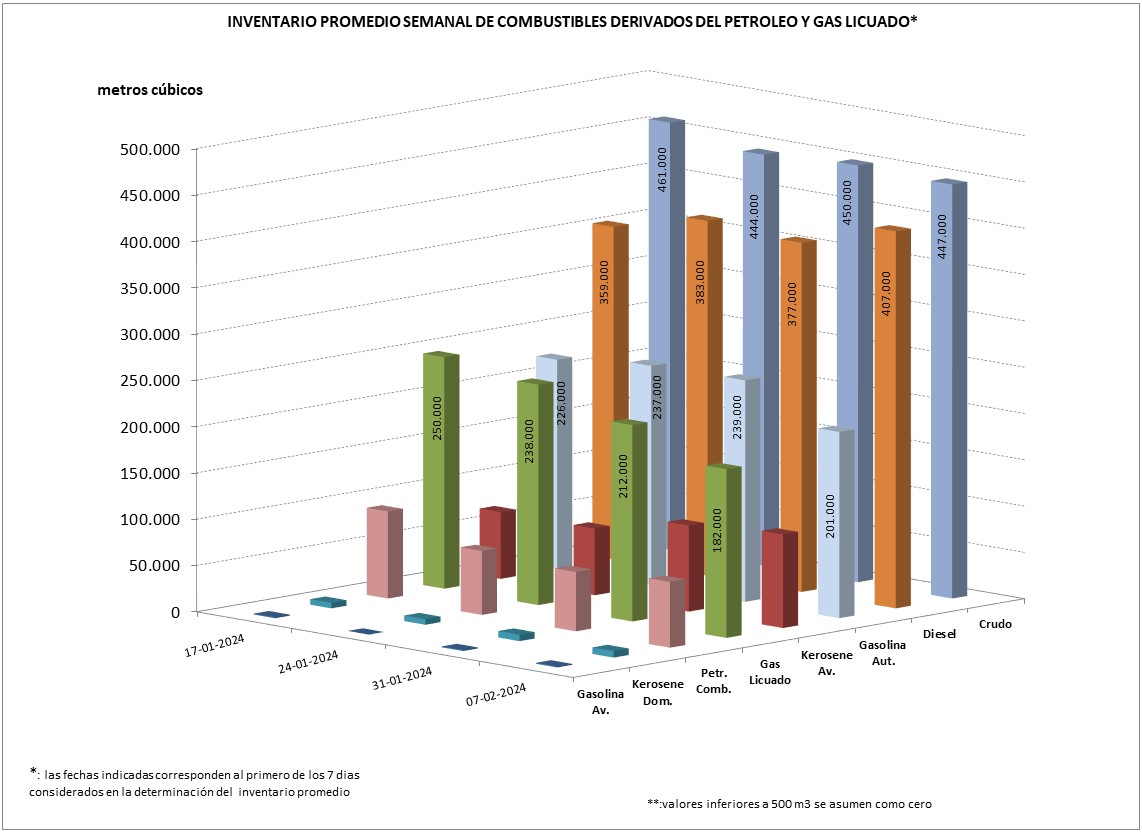 INVENTARIO PROMEDIO SEMANAL DE COMBUSTIBLES DERIVADOS DEL PETROLEO Y GAS LICUADO*
metros cúbicos
500.000
450.000
400.000
350.000
300.000
250.000
200.000
150.000
100.000
50.000
0
461.000
444.000
450.000
447.000
359.000
383.000
377.000
407.000
226.000
237.000
239.000
201.000
250.000
238.000
212.000
182.000
17-01-2024
24-01-2024
31-01-2024
07-02-2024
Gasolina
Av.
Kerosene
Dom.
Petr.
Comb.
Gas
Licuado
Kerosene
Av.
Gasolina
Aut.
Diesel
Crudo
*: las fechas indicadas corresponden al primero de los 7 dias
considerados en la determinación del inventario promedio
**:valores inferiores a 500 m3 se asumen como cero